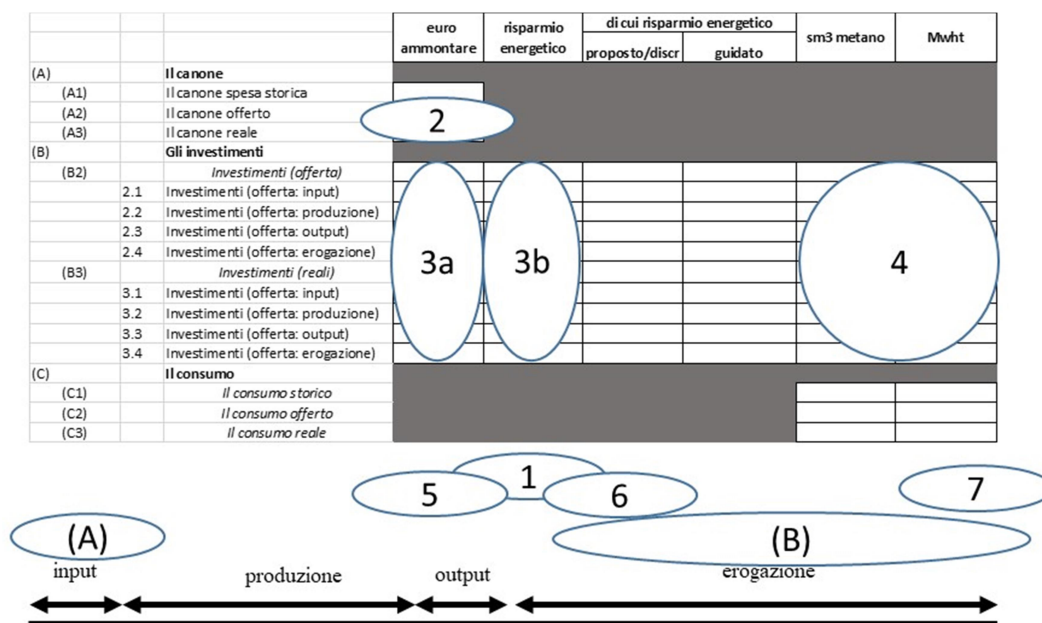 euro ammontare risparmio energetico di cui risparmio energetico sm3 metano Mwht
proposto/discr guidato
(A) Il canone
(A1) Il canone spesa storica
(A2) Il canone offerto
(A3) Il canone reale
2
(B) Gli investimenti
(B2) Investimenti (offerta)
2.1 Investimenti (offerta: input)
2.2 Investimenti (offerta: produzione)
2.3 Investimenti (offerta: output)
2.4 Investimenti (offerta: erogazione)
3a 3b 4
(B3) Investimenti (reali)
3.1 Investimenti (offerta: input)
3.2 Investimenti (offerta: produzione)
3.3 Investimenti (offerta: output)
3.4 Investimenti (offerta: erogazione)
(C) Il consumo
(C1) Il consumo storico
(C2) Il consumo offerto
(C3) Il consumo reale
1
5 6 7
(A) (B)
input produzione output erogazione